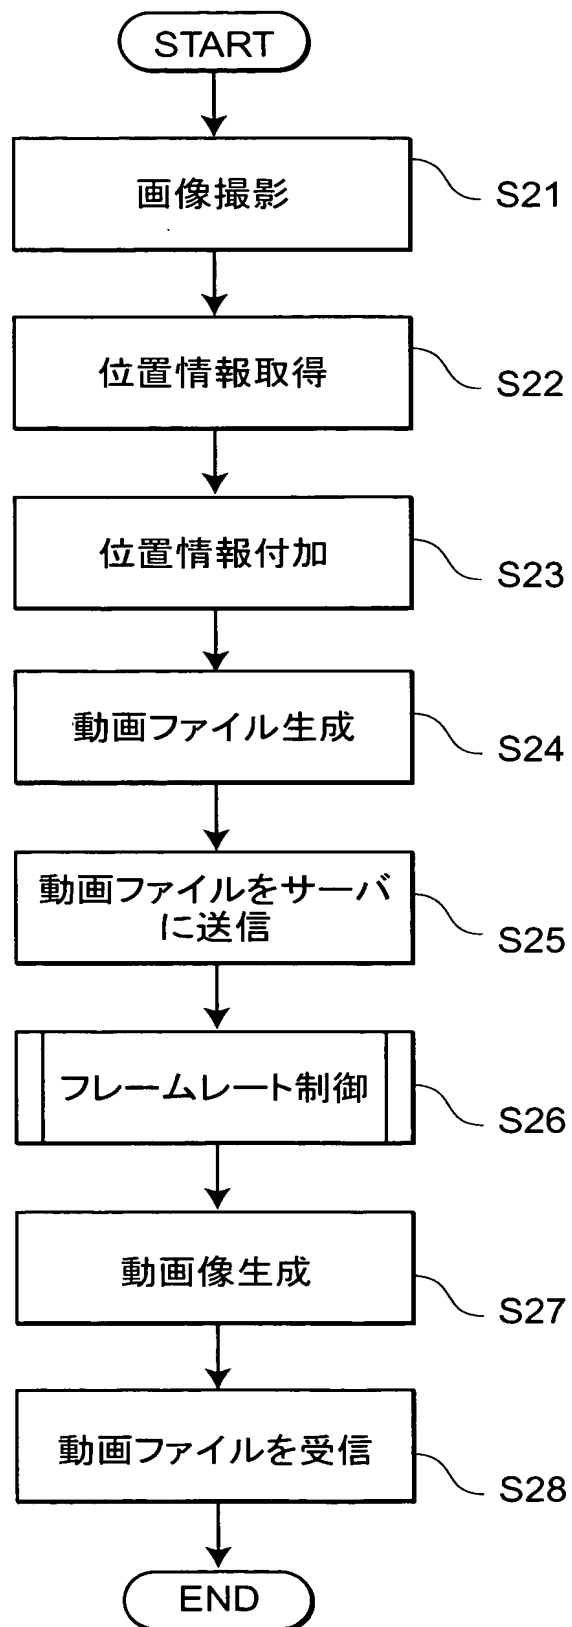 START
画像撮影
S21
位置情報取得
S22
位置情報付加
S23
動画ファイル生成
S24
動画ファイルをサーバ
に送信
S25
フレームレート制御
S26
動画像生成
S27
動画ファイルを受信
S28
END